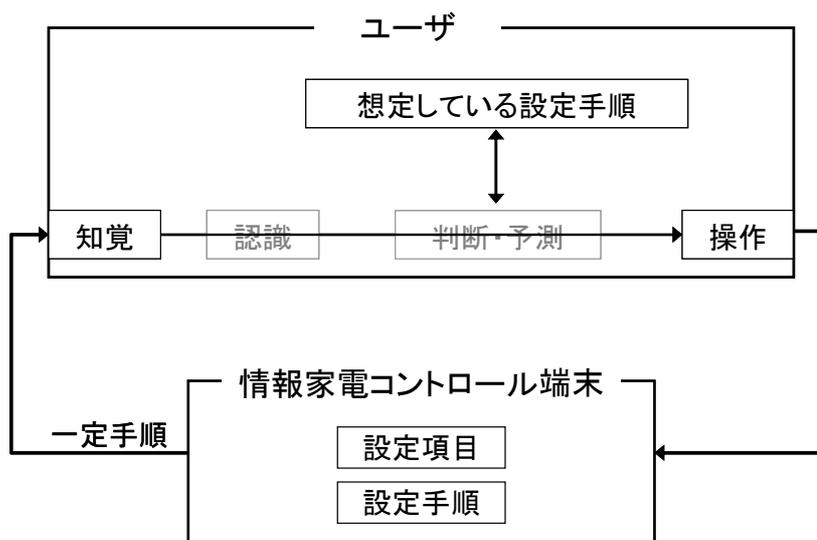 ユーザ
想定している設定手順
知覚
認識
判断・予測
操作
情報家電コントロール端末
一定手順
設定項目
設定手順